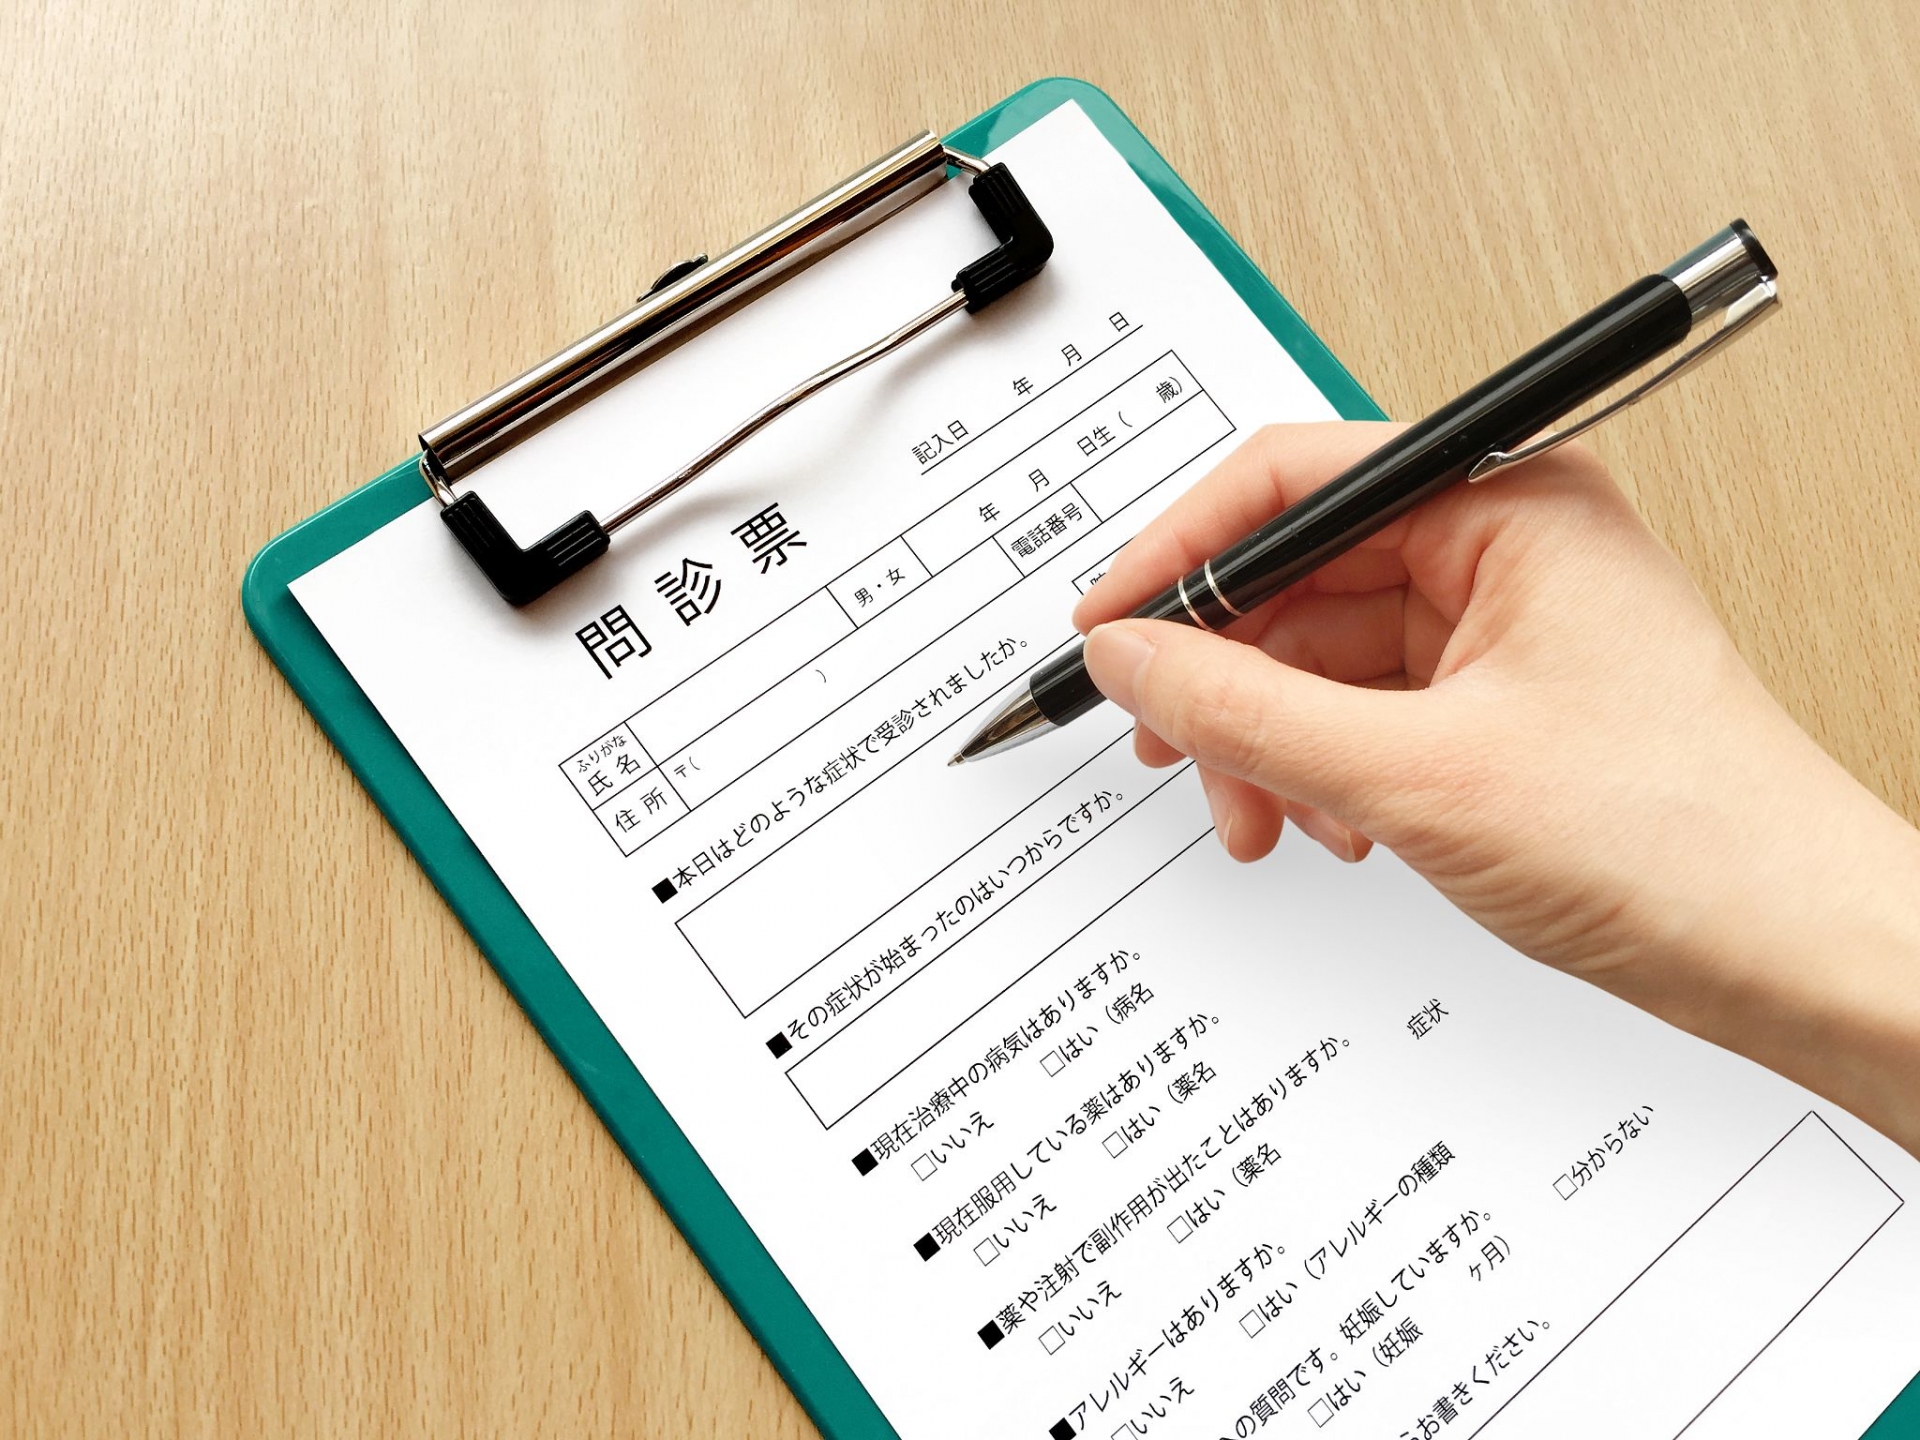 問診票
記入日 年 月 日
ふりがな
氏名 男・女 年 月 日生( 歳)
住所 〒( ) 電話番号
■本日はどのような症状で受診されましたか。
■その症状が始まったのはいつからですか。
■現在治療中の病気はありますか。
□いいえ □はい(病名
■現在服用している薬はありますか。
□いいえ □はい(薬名
■薬や注射で副作用が出たことはありますか。
□いいえ □はい(薬名 症状
■アレルギーはありますか。
□いいえ □はい(アレルギーの種類
の質問です。妊娠していますか。
□はい(妊娠 ヶ月) □分からない
お書きください。